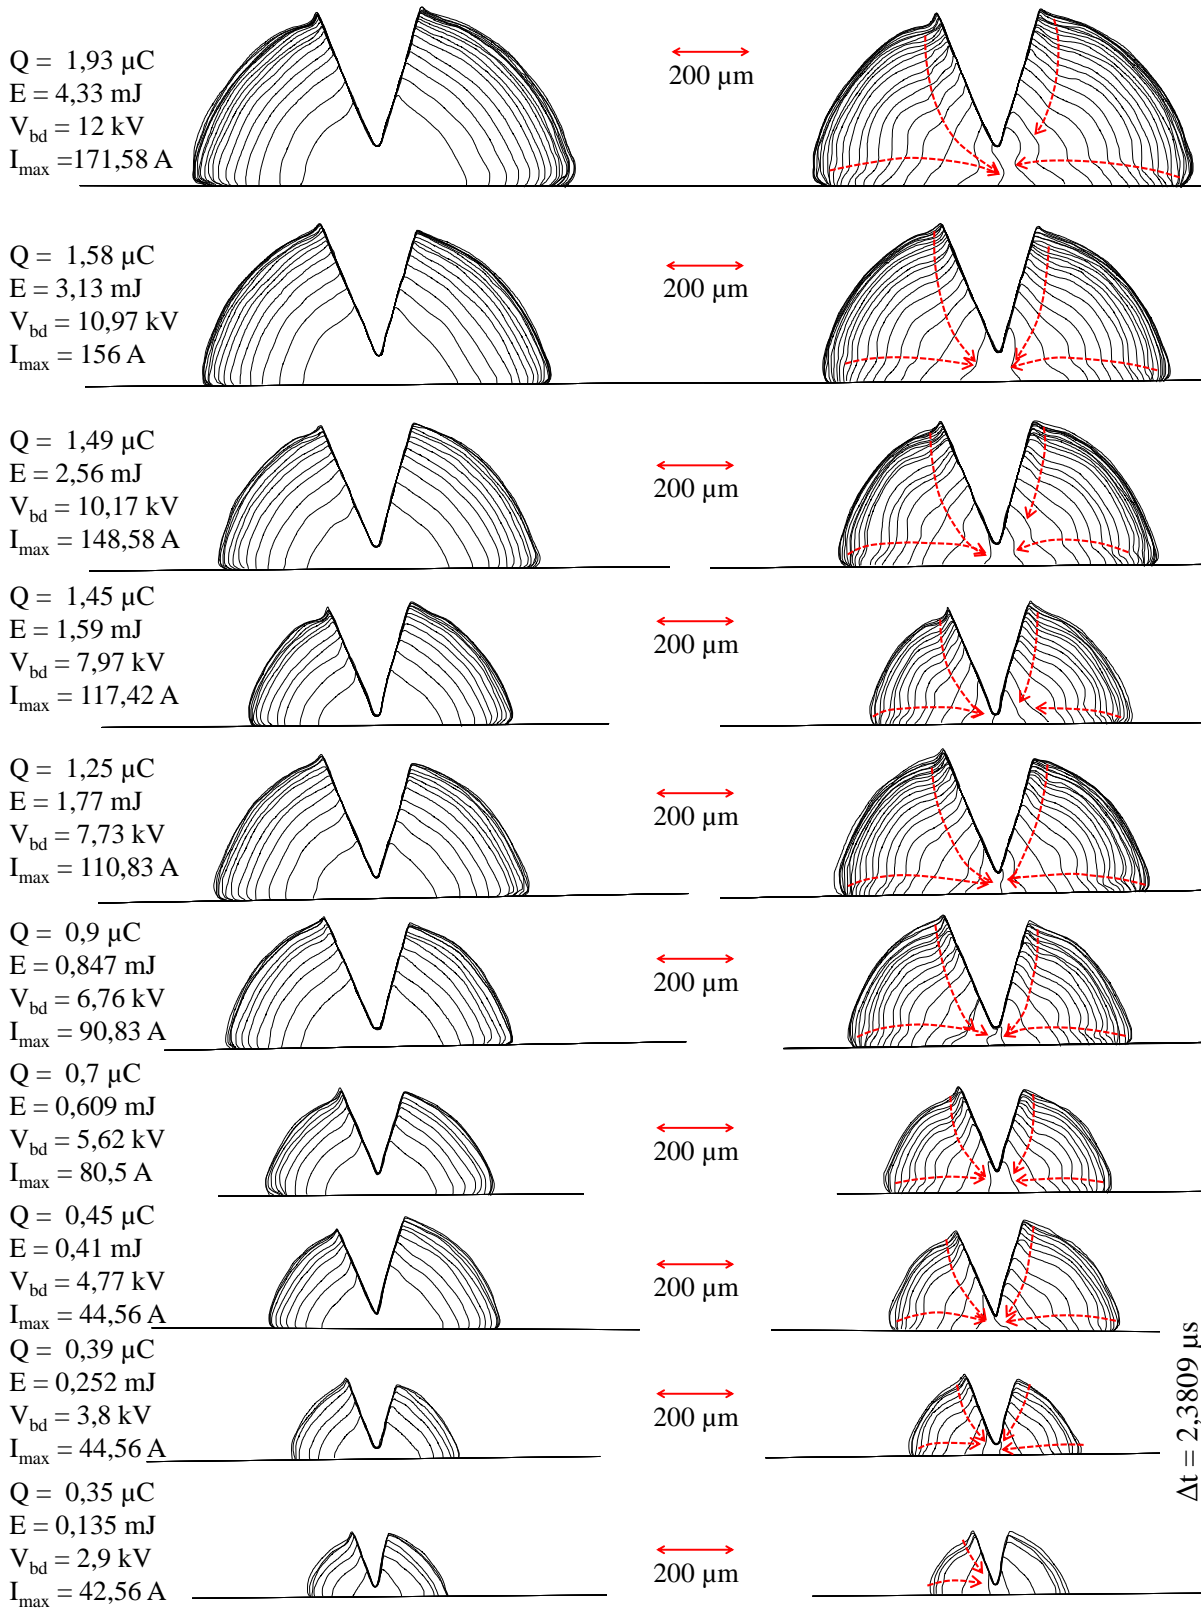 Q = 1,93 µC
E = 4,33 mJ
V_bd = 12 kV
I_max =171,58 A
200 µm
Q = 1,58 µC
E = 3,13 mJ
V_bd = 10,97 kV
I_max = 156 A
200 µm
Q = 1,49 µC
E = 2,56 mJ
V_bd = 10,17 kV
I_max = 148,58 A
200 µm
Q = 1,45 µC
E = 1,59 mJ
V_bd = 7,97 kV
I_max = 117,42 A
200 µm
Q = 1,25 µC
E = 1,77 mJ
V_bd = 7,73 kV
I_max = 110,83 A
200 µm
Q = 0,9 µC
E = 0,847 mJ
V_bd = 6,76 kV
I_max = 90,83 A
200 µm
Q = 0,7 µC
E = 0,609 mJ
V_bd = 5,62 kV
I_max = 80,5 A
200 µm
Q = 0,45 µC
E = 0,41 mJ
V_bd = 4,77 kV
I_max = 44,56 A
200 µm
Q = 0,39 µC
E = 0,252 mJ
V_bd = 3,8 kV
I_max = 44,56 A
200 µm
Q = 0,35 µC
E = 0,135 mJ
V_bd = 2,9 kV
I_max = 42,56 A
200 µm
Δt = 2,3809 µs